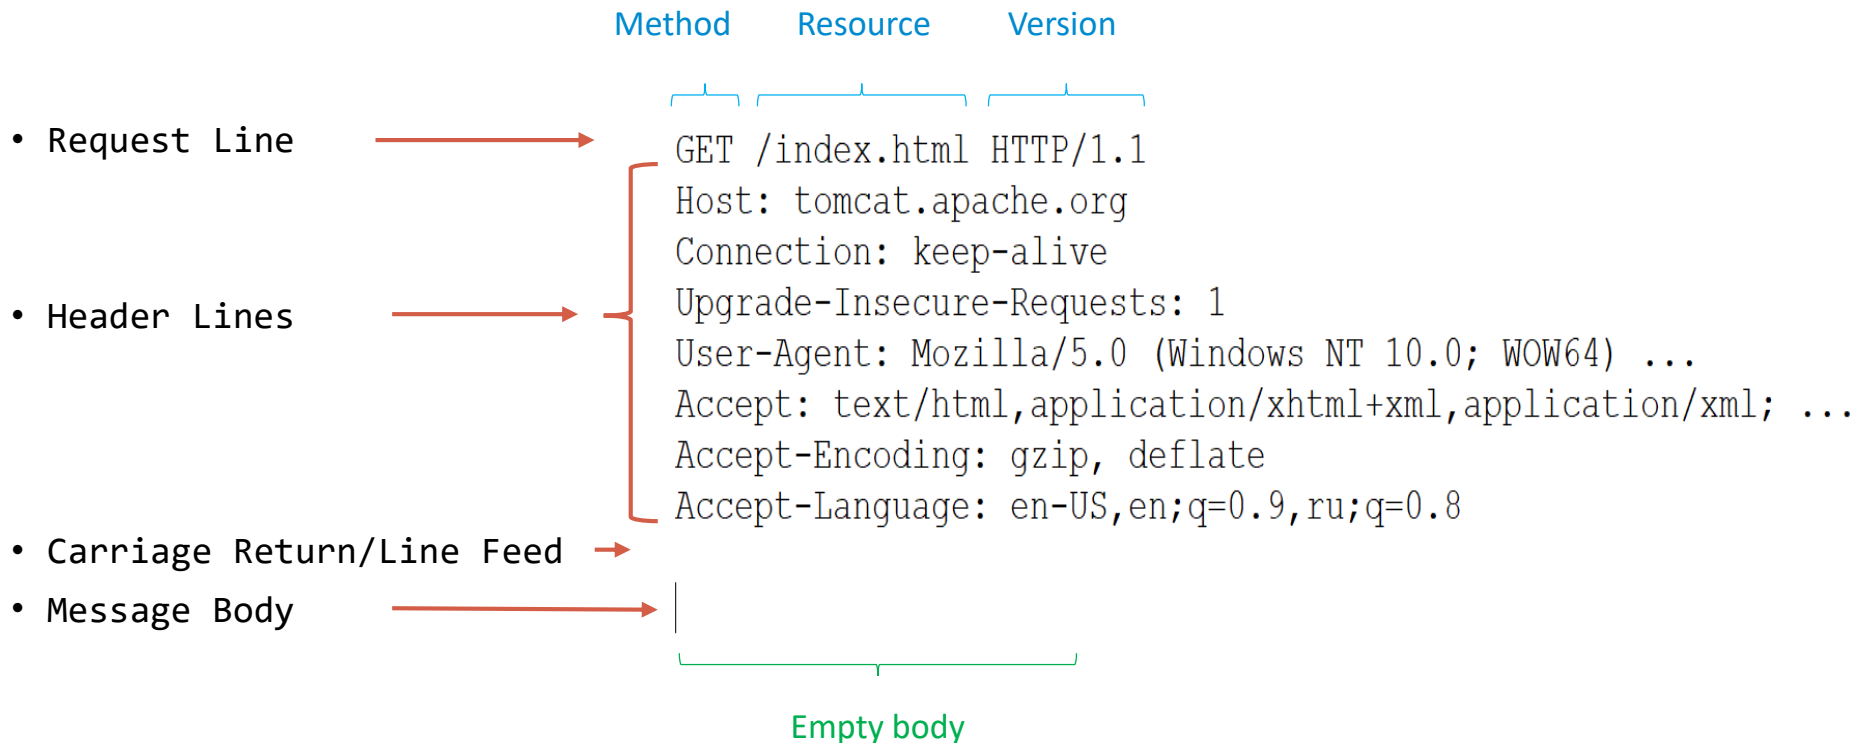 Method Resource Version
• Request Line
GET /index.html HTTP/1.1
Host: tomcat.apache.org
Connection: keep-alive
• Header Lines
Upgrade-Insecure-Requests: 1
User-Agent: Mozilla/5.0 (Windows NT 10.0; WOW64) ...
Accept: text/html,application/xhtml+xml,application/xml; ...
Accept-Encoding: gzip, deflate
Accept-Language: en-US,en;q=0.9,ru;q=0.8
• Carriage Return/Line Feed
• Message Body
Empty body